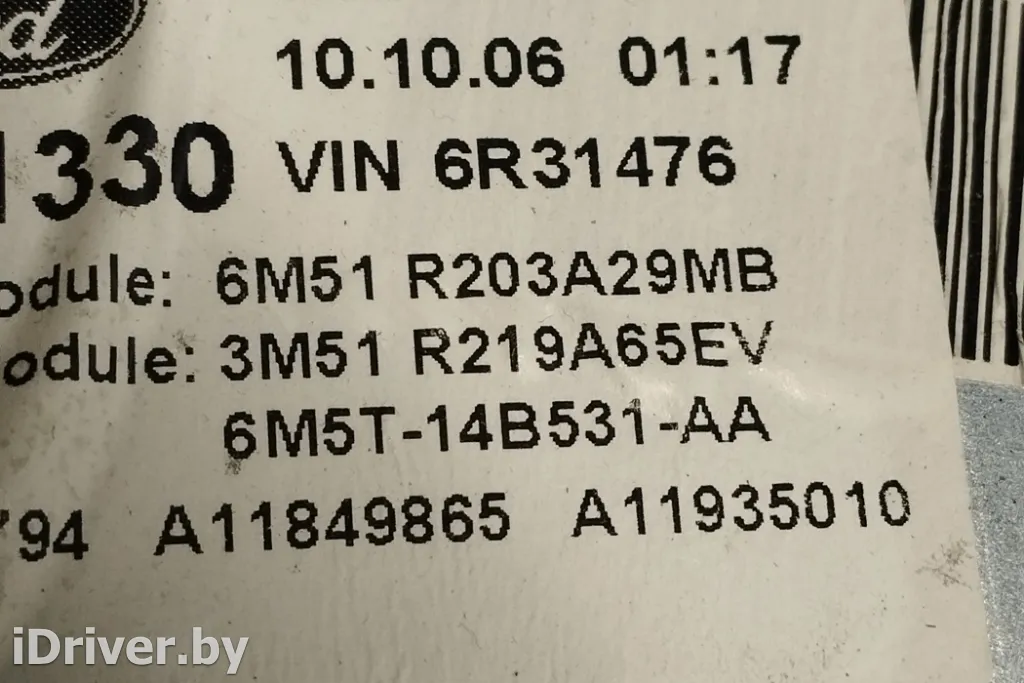 10.10.06 01:17
1330 VIN 6R31476
odule: 6M51 R203A29MB
odule: 3M51 R219A65EV
6M5T-14B531-AA
94 A11849865 A11935010
iDriver.by